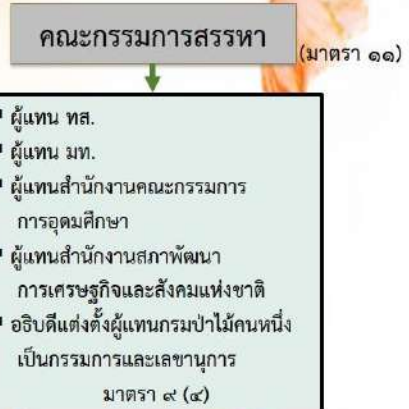 คณะกรรมการสรรหา
(มาตรา ๑๑)
ผู้แทน ทส.
ผู้แทน มท.
ผู้แทนสำนักงานคณะกรรมการ
การอุดมศึกษา
ผู้แทนสำนักงานสภาพัฒนา
การเศรษฐกิจและสังคมแห่งชาติ
อธิบดีแต่งตั้งผู้แทนกรมป่าไม้คนหนึ่ง
เป็นกรรมการและเลขานุการ
มาตรา ๙ (๔)